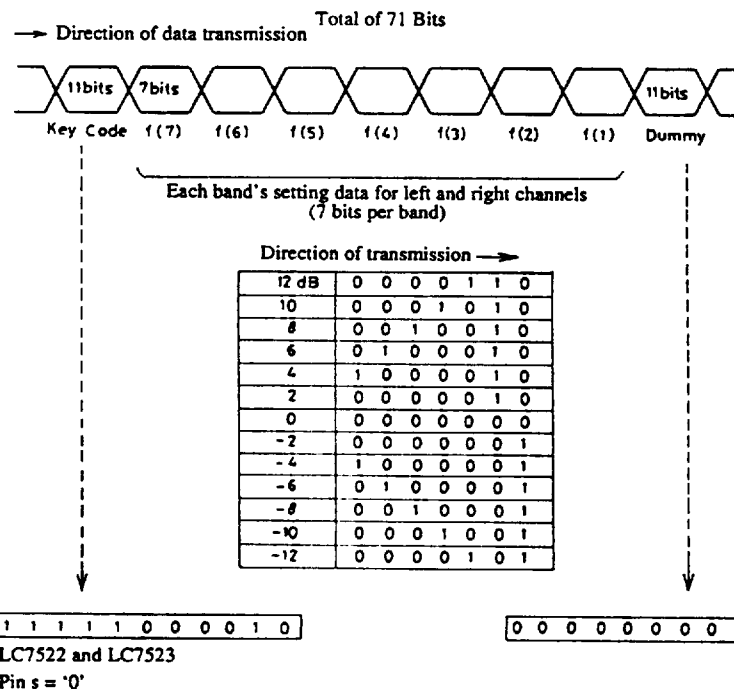 Total of 71 Bits
Direction of data transmission
11bits 7bits 11bits
Key Code f(7) f(6) f(5) f(4) f(3) f(2) f(1) Dummy
Each band's setting data for left and right channels
(7 bits per band)
Direction of transmission
12 dB 0 0 0 0 1 1 0
10 0 0 0 1 0 1 0
8 0 0 1 0 0 1 0
6 0 1 0 0 0 1 0
4 1 0 0 0 0 1 0
2 0 0 0 0 0 1 0
0 0 0 0 0 0 0 0
-2 0 0 0 0 0 0 1
-4 1 0 0 0 0 0 1
-6 0 1 0 0 0 0 1
-8 0 0 1 0 0 0 1
-10 0 0 0 1 0 0 1
-12 0 0 0 0 1 0 1
1 1 1 1 1 0 0 0 0 1 0 0 0 0 0 0 0 0 0 0
LC7522 and LC7523
Pin s = '0'